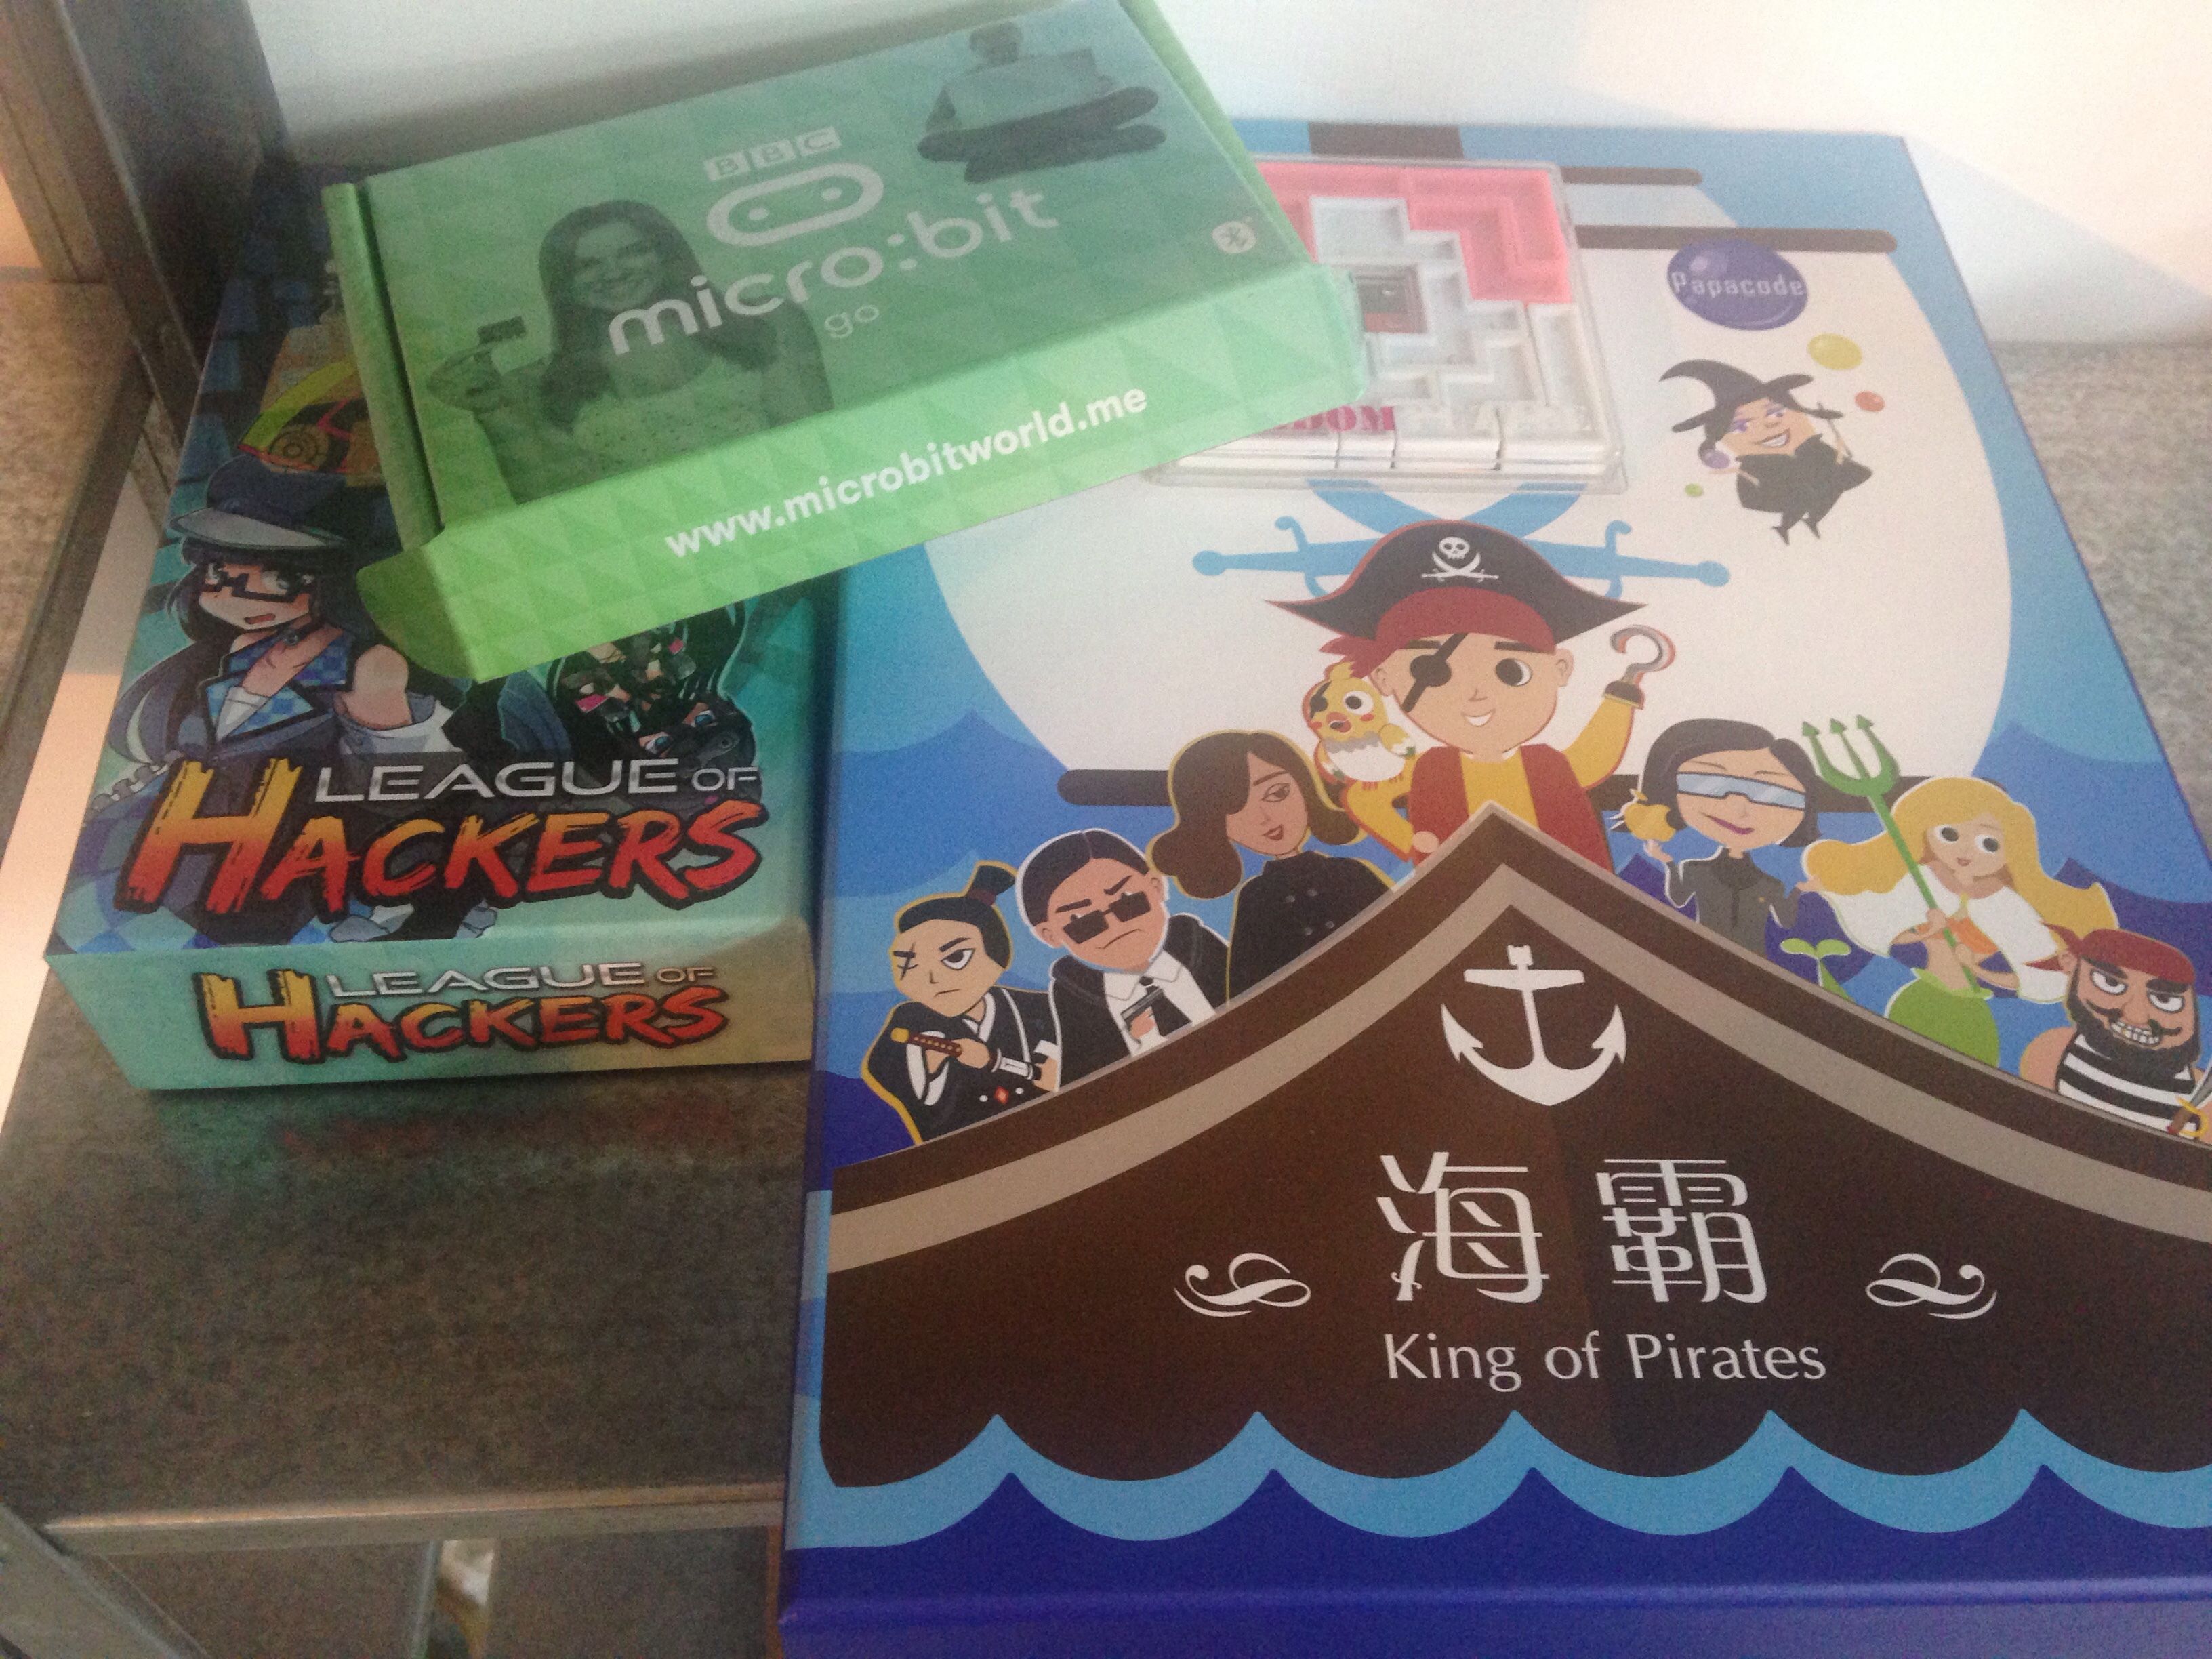 BBC
micro:bit
go
www.microbitworld.me
Papacode
LEAGUE OF
HACKERS
LEAGUE OF
HACKERS
海霸
King of Pirates